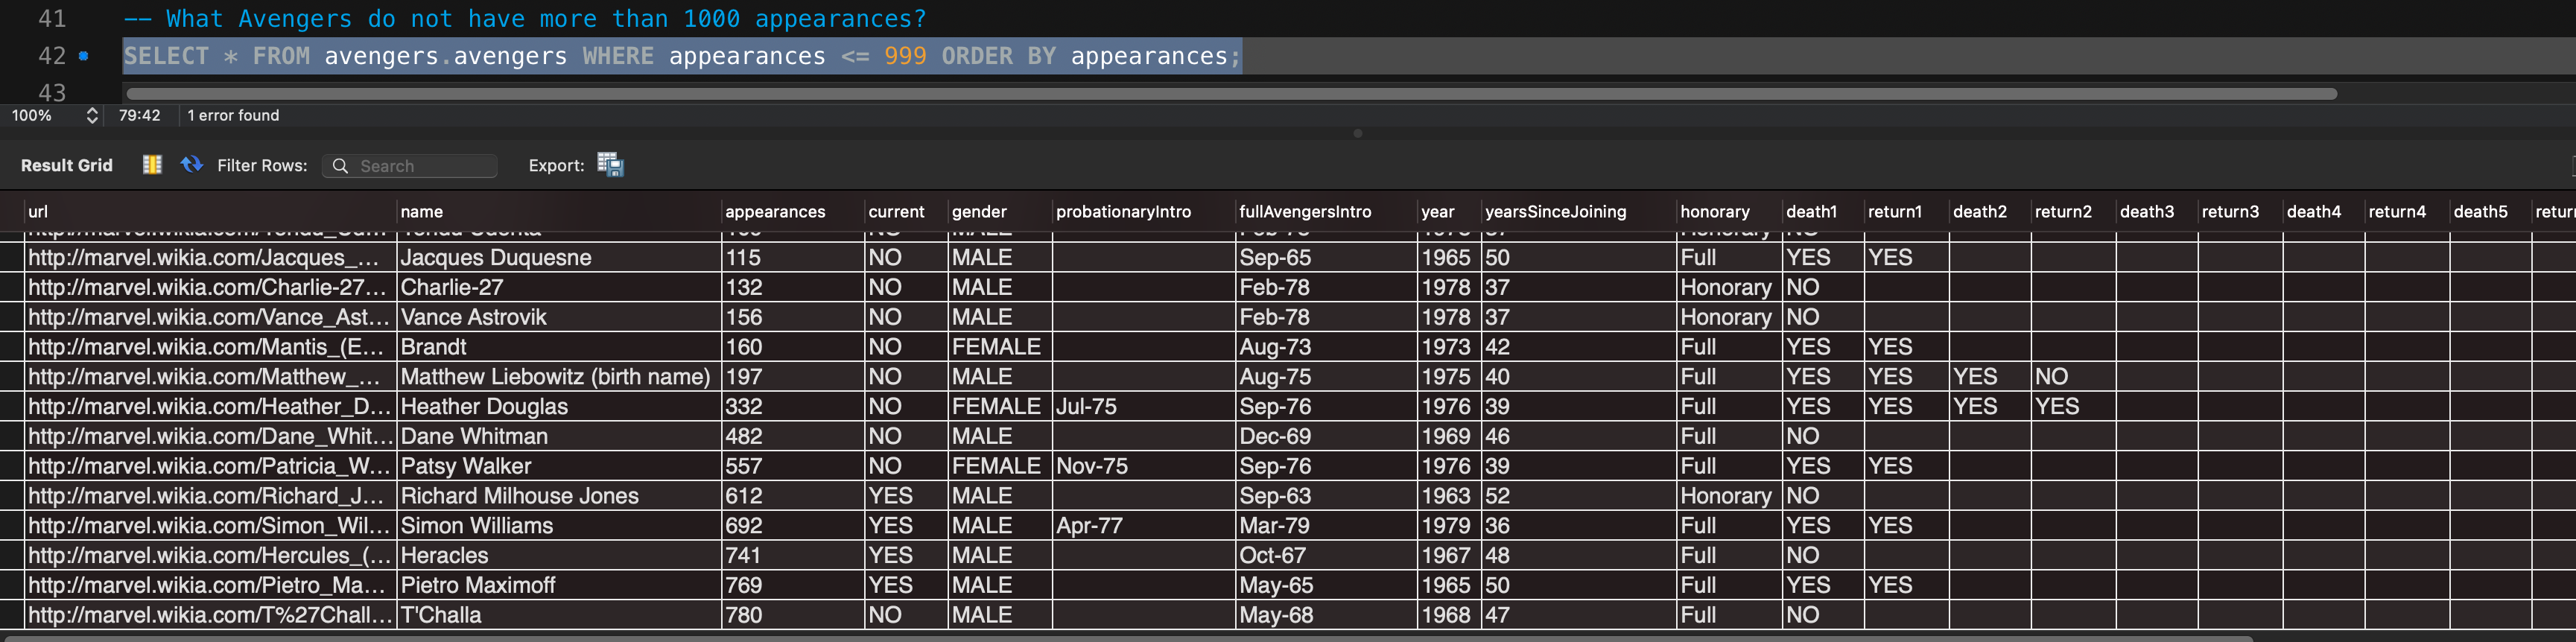 41 -- What Avengers do not have more than 1000 appearances?
42 SELECT * FROM avengers.avengers WHERE appearances <= 999 ORDER BY appearances;
43
100% 79:42 1 error found
Result Grid Filter Rows: Search Export:
url name appearances current gender probationaryIntro fullAvengersIntro year yearsSinceJoining honorary death1 return1 death2 return2 death3 return3 death4 return4 death5
http://marvel.wikia.com/Jacques_... Jacques Duquesne 115 NO MALE Sep-65 1965 50 Full YES YES
http://marvel.wikia.com/Charlie-27... Charlie-27 132 NO MALE Feb-78 1978 37 Honorary NO
http://marvel.wikia.com/Vance_Ast... Vance Astrovik 156 NO MALE Feb-78 1978 37 Honorary NO
http://marvel.wikia.com/Mantis_(E... Brandt 160 NO FEMALE Aug-73 1973 42 Full YES YES
http://marvel.wikia.com/Matthew_... Matthew Liebowitz (birth name) 197 NO MALE Aug-75 1975 40 Full YES YES YES NO
http://marvel.wikia.com/Heather_D... Heather Douglas 332 NO FEMALE Jul-75 Sep-76 1976 39 Full YES YES YES YES
http://marvel.wikia.com/Dane_Whit... Dane Whitman 482 NO MALE Dec-69 1969 46 Full NO
http://marvel.wikia.com/Patricia_W... Patsy Walker 557 NO FEMALE Nov-75 Sep-76 1976 39 Full YES YES
http://marvel.wikia.com/Richard_J... Richard Milhouse Jones 612 YES MALE Sep-63 1963 52 Honorary NO
http://marvel.wikia.com/Simon_Wil... Simon Williams 692 YES MALE Apr-77 Mar-79 1979 36 Full YES YES
http://marvel.wikia.com/Hercules_(... Heracles 741 YES MALE Oct-67 1967 48 Full NO
http://marvel.wikia.com/Pietro_Ma... Pietro Maximoff 769 YES MALE May-65 1965 50 Full YES YES
http://marvel.wikia.com/T%27Chall... T'Challa 780 NO MALE May-68 1968 47 Full NO